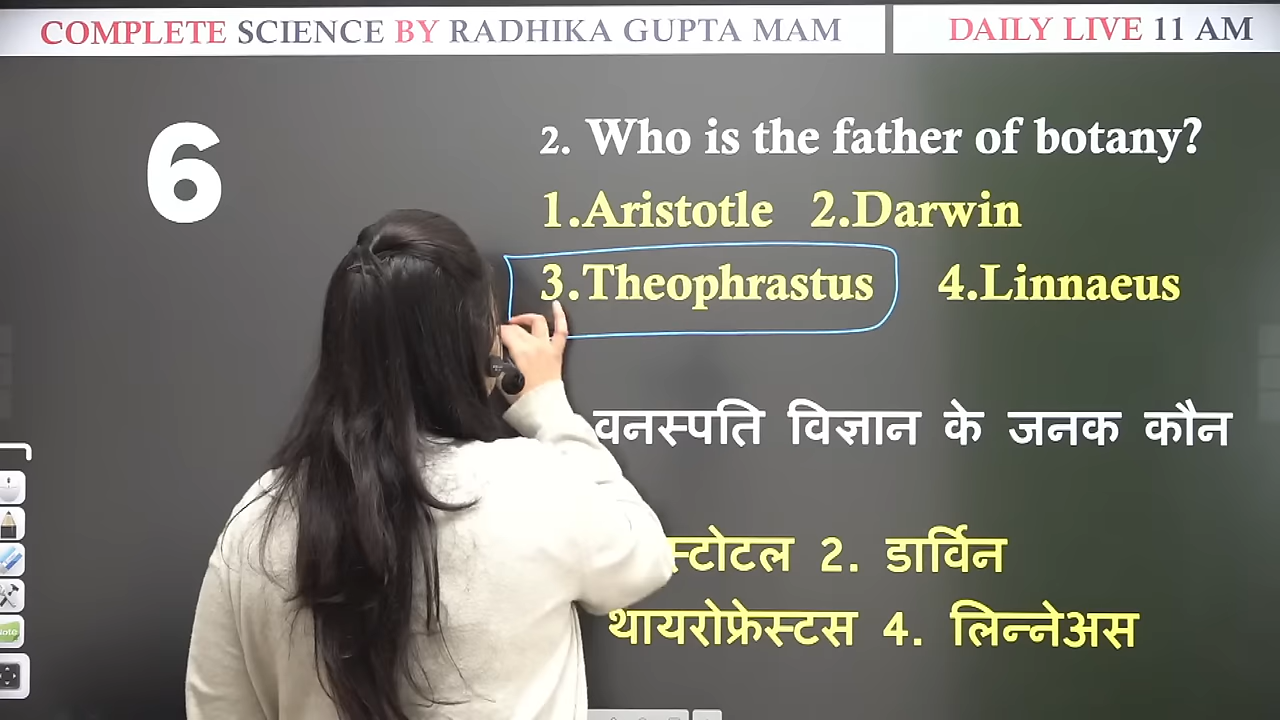 COMPLETE SCIENCE BY RADHIKA GUPTA MAM
DAILY LIVE 11 AM
6
2. Who is the father of botany?
1.Aristotle 2.Darwin
3.Theophrastus 4.Linnaeus
वनस्पति विज्ञान के जनक कौन
2. डार्विन
थायरोफ्रेस्टस 4. लिन्नेअस